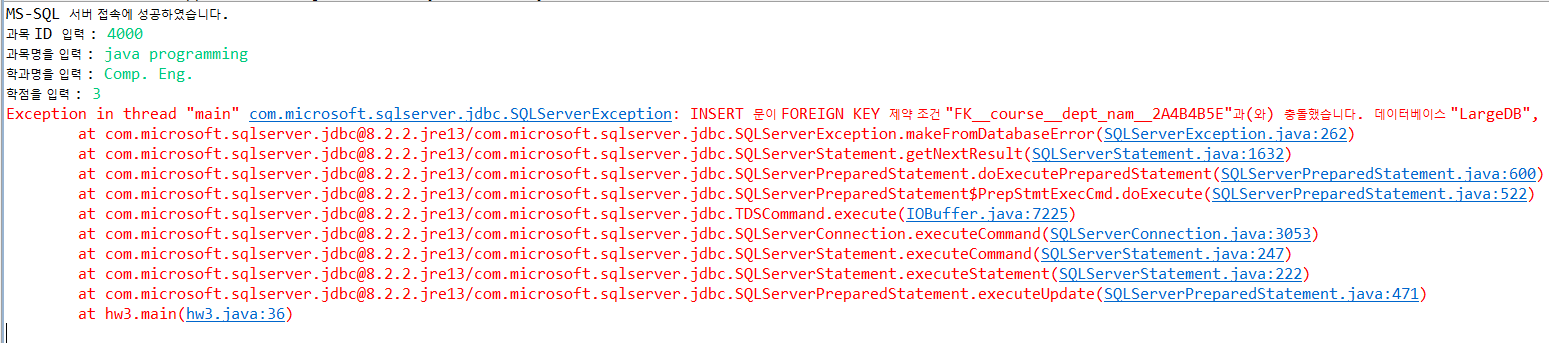 MS-SQL 서버 접속에 성공하였습니다.
과목 ID 입력 : 4000
과목명을 입력 : java programming
학과명을 입력 : Comp. Eng.
학점을 입력 : 3
Exception in thread "main" com.microsoft.sqlserver.jdbc.SQLServerException: INSERT 문이 FOREIGN KEY 제약 조건 "FK__course__dept_nam__2A4B4B5E"과(와) 충돌했습니다. 데이터베이스 "LargeDB",
at com.microsoft.sqlserver.jdbc@8.2.2.jre13/com.microsoft.sqlserver.jdbc.SQLServerException.makeFromDatabaseError(SQLServerException.java:262)
at com.microsoft.sqlserver.jdbc@8.2.2.jre13/com.microsoft.sqlserver.jdbc.SQLServerStatement.getNextResult(SQLServerStatement.java:1632)
at com.microsoft.sqlserver.jdbc@8.2.2.jre13/com.microsoft.sqlserver.jdbc.SQLServerPreparedStatement.doExecutePreparedStatement(SQLServerPreparedStatement.java:600)
at com.microsoft.sqlserver.jdbc@8.2.2.jre13/com.microsoft.sqlserver.jdbc.SQLServerPreparedStatement$PrepStmtExecCmd.doExecute(SQLServerPreparedStatement.java:522)
at com.microsoft.sqlserver.jdbc@8.2.2.jre13/com.microsoft.sqlserver.jdbc.TDSCommand.execute(IOBuffer.java:7225)
at com.microsoft.sqlserver.jdbc@8.2.2.jre13/com.microsoft.sqlserver.jdbc.SQLServerConnection.executeCommand(SQLServerConnection.java:3053)
at com.microsoft.sqlserver.jdbc@8.2.2.jre13/com.microsoft.sqlserver.jdbc.SQLServerStatement.executeCommand(SQLServerStatement.java:247)
at com.microsoft.sqlserver.jdbc@8.2.2.jre13/com.microsoft.sqlserver.jdbc.SQLServerStatement.executeStatement(SQLServerStatement.java:222)
at com.microsoft.sqlserver.jdbc@8.2.2.jre13/com.microsoft.sqlserver.jdbc.SQLServerPreparedStatement.executeUpdate(SQLServerPreparedStatement.java:471)
at hw3.main(hw3.java:36)